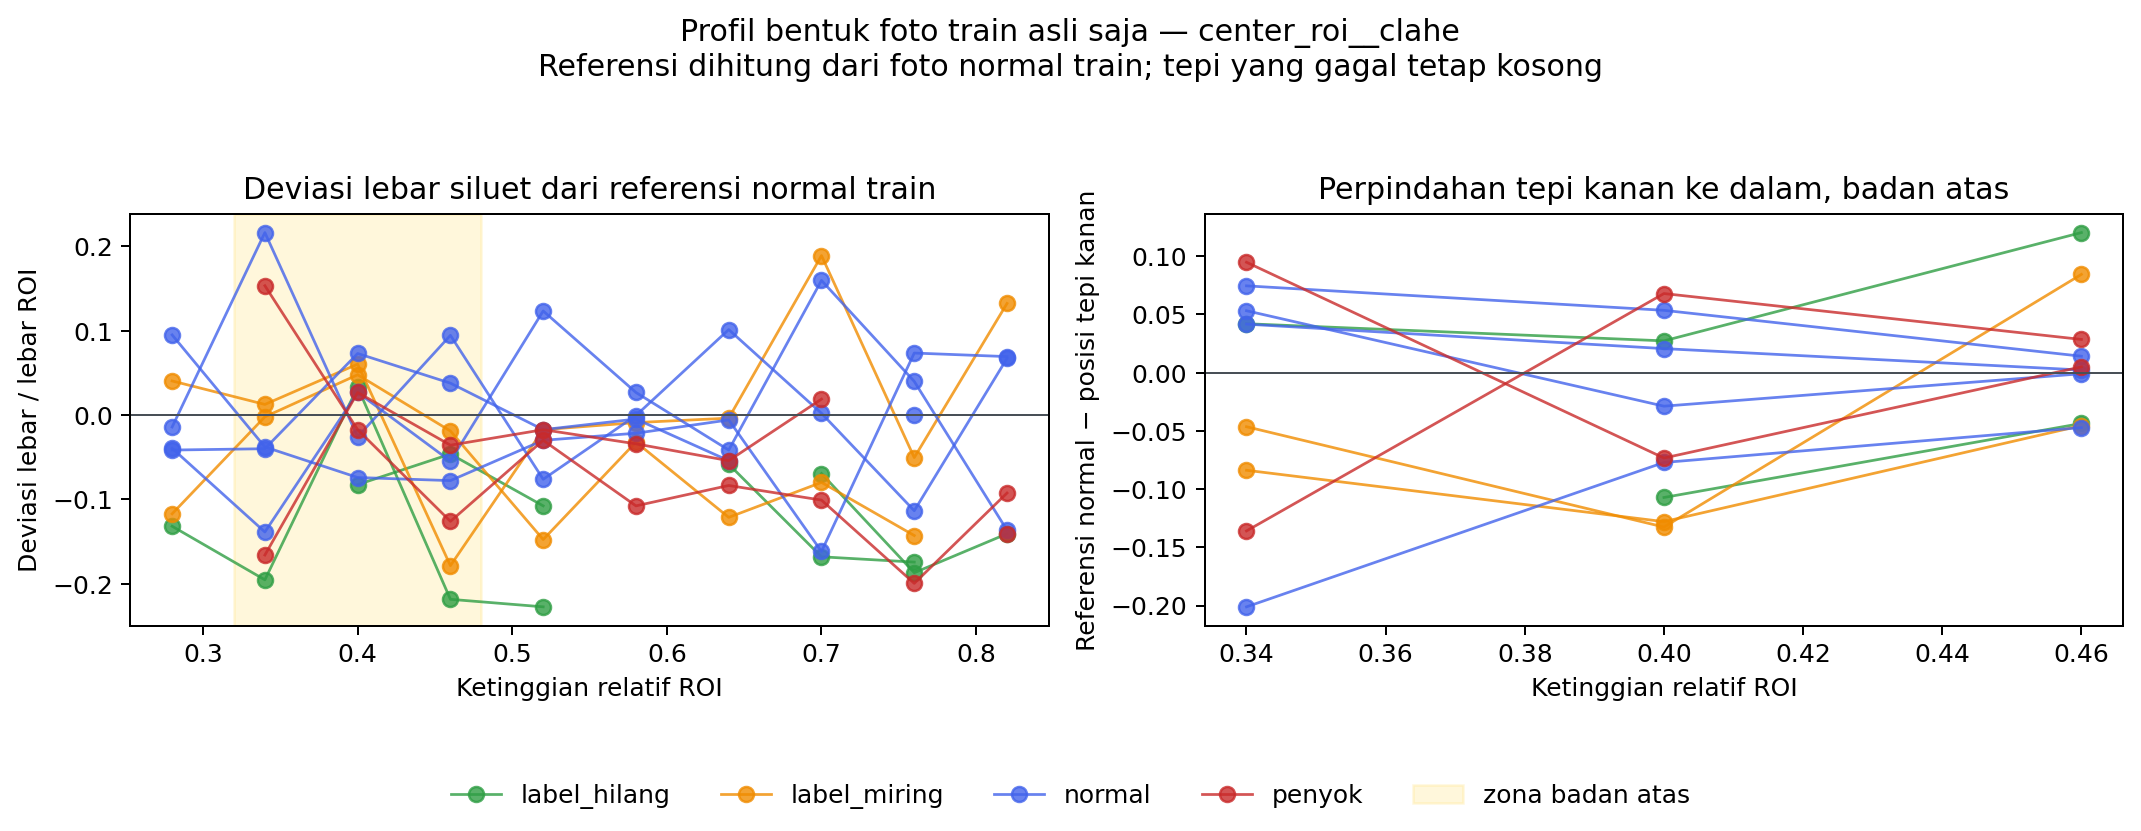 Profil bentuk foto train asli saja — center_roi__clahe
Referensi dihitung dari foto normal train; tepi yang gagal tetap kosong
Deviasi lebar siluet dari referensi normal train
Deviasi lebar / lebar ROI
0.2
0.1
0.0
−0.1
−0.2
0.3 0.4 0.5 0.6 0.7 0.8
Ketinggian relatif ROI
Perpindahan tepi kanan ke dalam, badan atas
Referensi normal − posisi tepi kanan
0.10
0.05
0.00
−0.05
−0.10
−0.15
−0.20
0.34 0.36 0.38 0.40 0.42 0.44 0.46
Ketinggian relatif ROI
label_hilang label_miring normal penyok zona badan atas